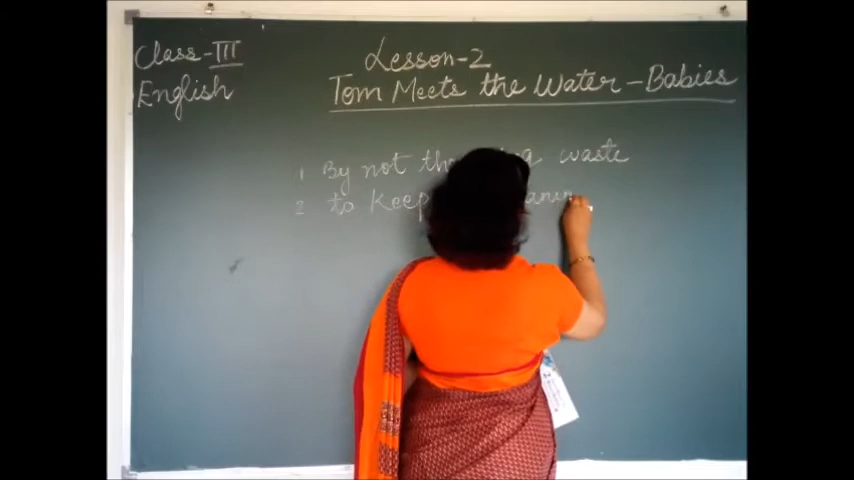 Class-III
English
Lesson-2
Tom Meets the Water-Babies
1 By not waste
2 to keep